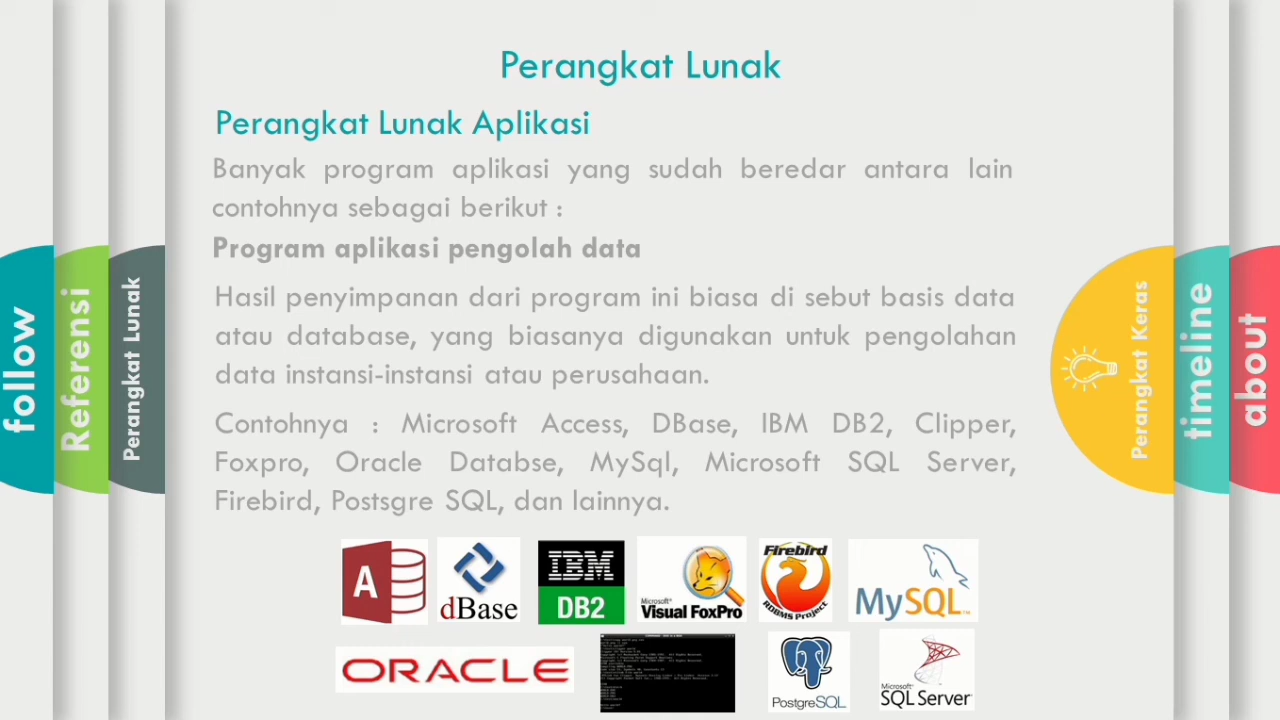 Perangkat Lunak
Perangkat Lunak Aplikasi
Banyak program aplikasi yang sudah beredar antara lain
contohnya sebagai berikut :
Program aplikasi pengolah data
Hasil penyimpanan dari program ini biasa di sebut basis data
atau database, yang biasanya digunakan untuk pengolahan
data instansi-instansi atau perusahaan.
Contohnya : Microsoft Access, DBase, IBM DB2, Clipper,
Foxpro, Oracle Databse, MySql, Microsoft SQL Server,
Firebird, Postsgre SQL, dan lainnya.
follow
Referensi
Perangkat Lunak
Perangkat Keras
timeline
about
A
dBase
IBM
DB2
Microsoft
Visual FoxPro
Firebird
RDBMS Project
MySQL
ORACLE
PostgreSQL
Microsoft
SQL Server